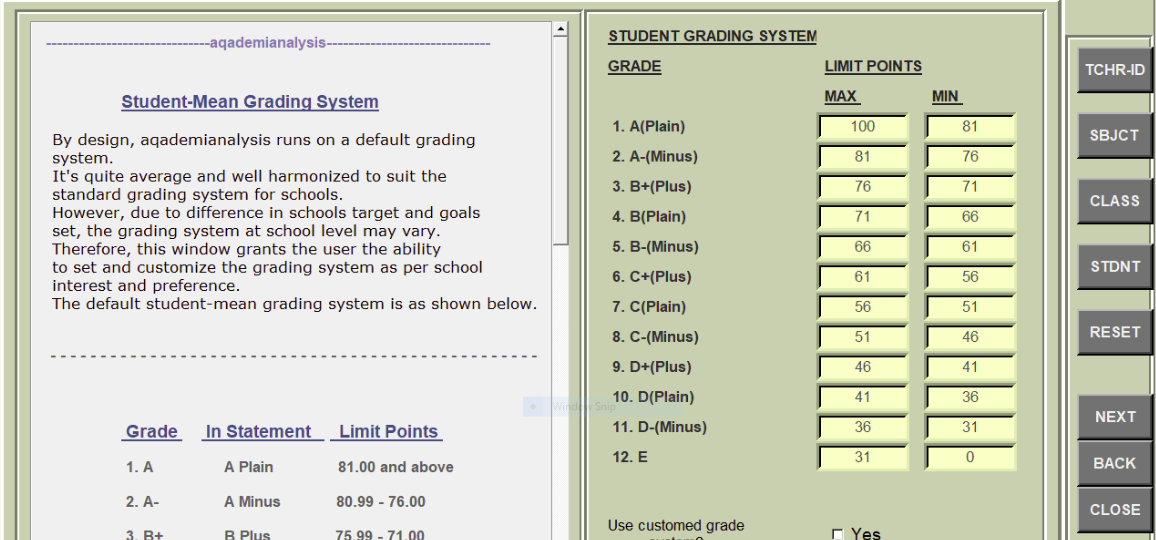 ------------------------------aqademianalysis------------------------------
Student-Mean Grading System
By design, aqademianalysis runs on a default grading
system.
It's quite average and well harmonized to suit the
standard grading system for schools.
However, due to difference in schools target and goals
set, the grading system at school level may vary.
Therefore, this window grants the user the ability
to set and customize the grading system as per school
interest and preference.
The default student-mean grading system is as shown below.
- - - - - - - - - - - - - - - - - - - - - - - - - - - - - - - - - - - - - - - - - - - - - - - - -
Grade In Statement Limit Points
1. A A Plain 81.00 and above
2. A- A Minus 80.99 - 76.00
3. B+ B Plus 75.99 - 71.00
STUDENT GRADING SYSTEM
GRADE LIMIT POINTS
MAX MIN
1. A(Plain) 100 81
2. A-(Minus) 81 76
3. B+(Plus) 76 71
4. B(Plain) 71 66
5. B-(Minus) 66 61
6. C+(Plus) 61 56
7. C(Plain) 56 51
8. C-(Minus) 51 46
9. D+(Plus) 46 41
10. D(Plain) 41 36
Window Snip
11. D-(Minus) 36 31
12. E 31 0
Use customed grade
Yes
TCHR-ID
SBJCT
CLASS
STDNT
RESET
NEXT
BACK
CLOSE